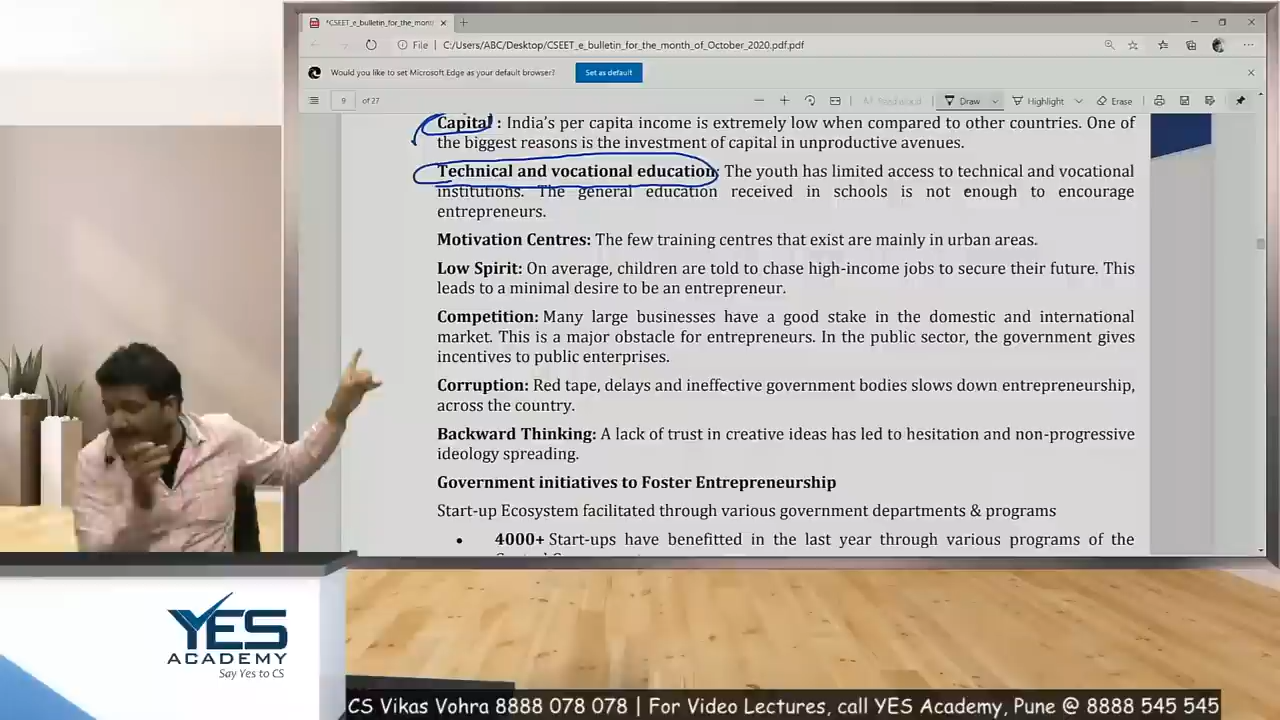 *CSEET_e_bulletin_for_the_mont
File | C:/Users/ABC/Desktop/CSEET_e_bulletin_for_the_month_of_October_2020.pdf.pdf
Would you like to set Microsoft Edge as your default browser? Set as default
9 of 27 Read aloud Draw Highlight Erase
Capital : India's per capita income is extremely low when compared to other countries. One of
the biggest reasons is the investment of capital in unproductive avenues.
Technical and vocational education: The youth has limited access to technical and vocational
institutions. The general education received in schools is not enough to encourage
entrepreneurs.
Motivation Centres: The few training centres that exist are mainly in urban areas.
Low Spirit: On average, children are told to chase high-income jobs to secure their future. This
leads to a minimal desire to be an entrepreneur.
Competition: Many large businesses have a good stake in the domestic and international
market. This is a major obstacle for entrepreneurs. In the public sector, the government gives
incentives to public enterprises.
Corruption: Red tape, delays and ineffective government bodies slows down entrepreneurship,
across the country.
Backward Thinking: A lack of trust in creative ideas has led to hesitation and non-progressive
ideology spreading.
Government initiatives to Foster Entrepreneurship
Start-up Ecosystem facilitated through various government departments & programs
• 4000+ Start-ups have benefitted in the last year through various programs of the
YES
ACADEMY
Say Yes to CS
CS Vikas Vohra 8888 078 078 | For Video Lectures, call YES Academy, Pune @ 8888 545 545